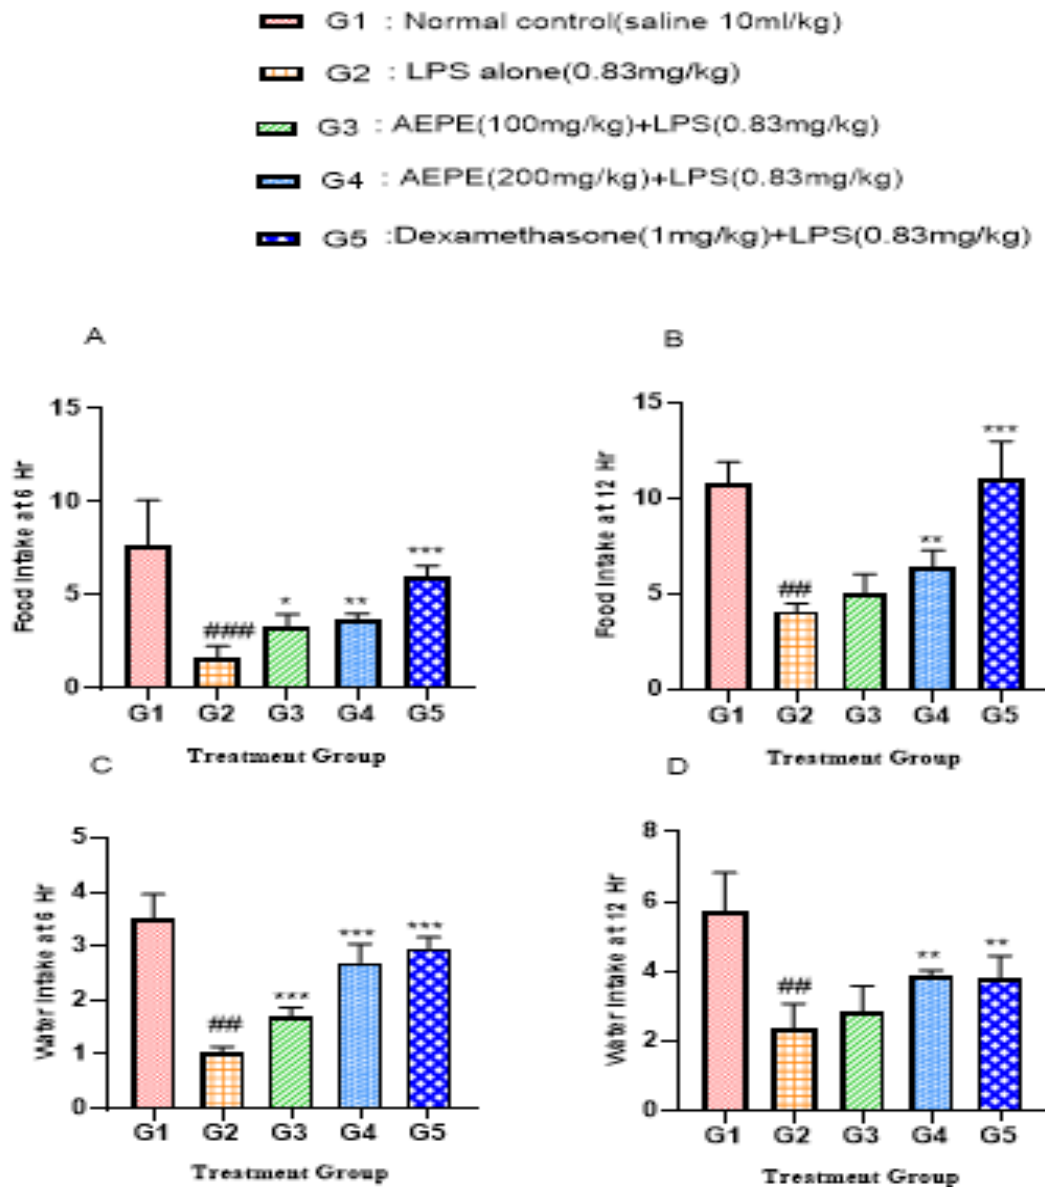 G1 : Normal control(saline 10ml/kg)
G2 : LPS alone(0.83mg/kg)
G3 : AEPE(100mg/kg)+LPS(0.83mg/kg)
G4 : AEPE(200mg/kg)+LPS(0.83mg/kg)
G5 :Dexamethasone(1mg/kg)+LPS(0.83mg/kg)
A
Food Intake at 6 Hr
15
10
5
0
###
*
**
***
G1 G2 G3 G4 G5
Treatment Group
B
Food Intake at 12 Hr
15
10
5
0
##
**
***
G1 G2 G3 G4 G5
Treatment Group
C
Water Intake at 6 Hr
5
4
3
2
1
0
##
***
***
***
G1 G2 G3 G4 G5
Treatment Group
D
Water Intake at 12 Hr
8
6
4
2
0
##
**
**
G1 G2 G3 G4 G5
Treatment Group